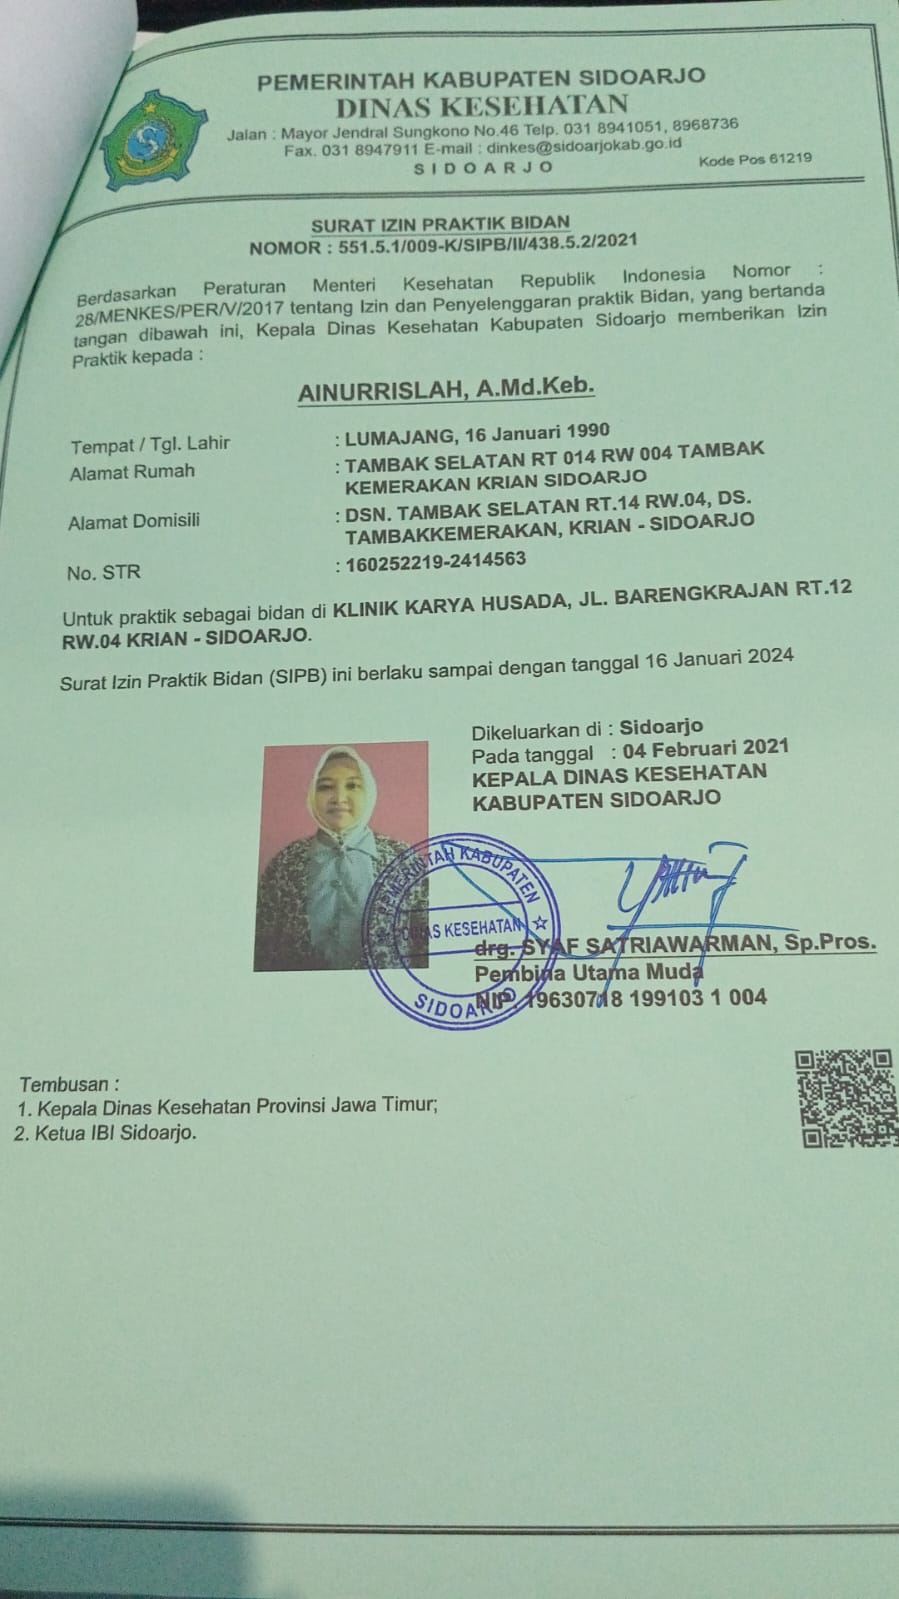 PEMERINTAH KABUPATEN SIDOARJO
DINAS KESEHATAN
Jalan : Mayor Jendral Sungkono No.46 Telp. 031 8941051, 8968736
Fax. 031 8947911 E-mail : dinkes@sidoarjokab.go.id
SIDOARJO
Kode Pos 61219
SURAT IZIN PRAKTIK BIDAN
NOMOR : 551.5.1/009-K/SIPB/II/438.5.2/2021
Berdasarkan Peraturan Menteri Kesehatan Republik Indonesia Nomor :
28/MENKES/PER/V/2017 tentang Izin dan Penyelenggaran praktik Bidan, yang bertanda
tangan dibawah ini, Kepala Dinas Kesehatan Kabupaten Sidoarjo memberikan Izin
Praktik kepada :
AINURRISLAH, A.Md.Keb.
Tempat / Tgl. Lahir : LUMAJANG, 16 Januari 1990
Alamat Rumah : TAMBAK SELATAN RT 014 RW 004 TAMBAK
KEMERAKAN KRIAN SIDOARJO
Alamat Domisili : DSN. TAMBAK SELATAN RT.14 RW.04, DS.
TAMBAKKEMERAKAN, KRIAN - SIDOARJO
No. STR : 160252219-2414563
Untuk praktik sebagai bidan di KLINIK KARYA HUSADA, JL. BARENGKRAJAN RT.12
RW.04 KRIAN - SIDOARJO.
Surat Izin Praktik Bidan (SIPB) ini berlaku sampai dengan tanggal 16 Januari 2024
Dikeluarkan di : Sidoarjo
Pada tanggal : 04 Februari 2021
KEPALA DINAS KESEHATAN
KABUPATEN SIDOARJO
PEMERINTAH KABUPATEN
DINAS KESEHATAN
SIDOARJO
drg. SYAF SATRIAWARMAN, Sp.Pros.
Pembina Utama Muda
NIP. 19630718 199103 1 004
Tembusan :
1. Kepala Dinas Kesehatan Provinsi Jawa Timur;
2. Ketua IBI Sidoarjo.